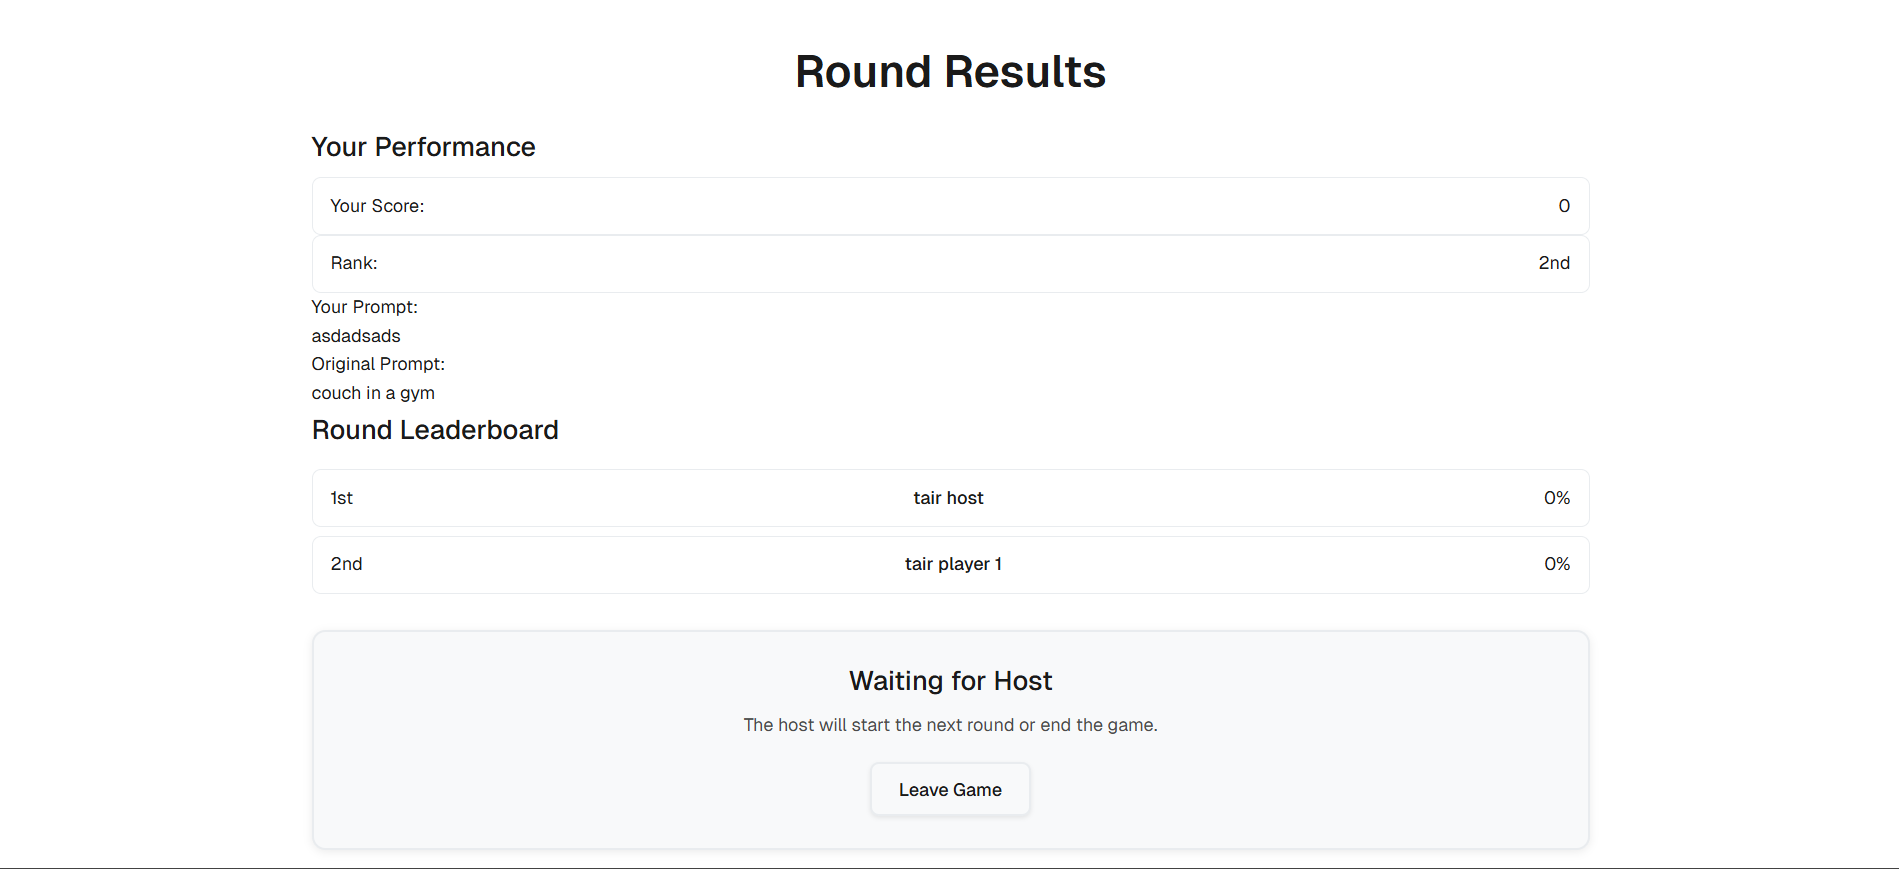 Round Results
Your Performance
Your Score: 0
Rank: 2nd
Your Prompt:
asdadsads
Original Prompt:
couch in a gym
Round Leaderboard
1st tair host 0%
2nd tair player 1 0%
Waiting for Host
The host will start the next round or end the game.
Leave Game